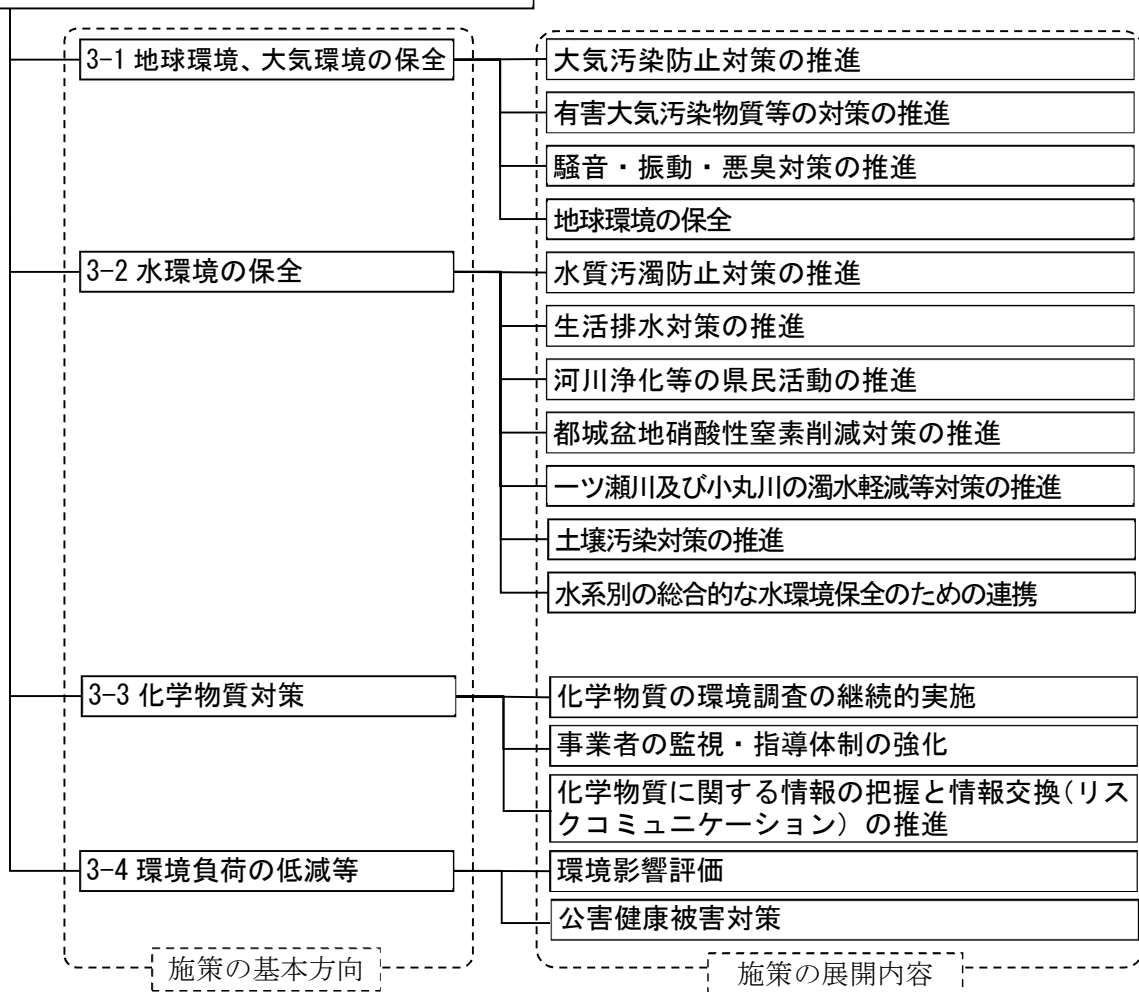 3-1 地球環境、大気環境の保全
大気汚染防止対策の推進
有害大気汚染物質等の対策の推進
騒音・振動・悪臭対策の推進
地球環境の保全
3-2 水環境の保全
水質汚濁防止対策の推進
生活排水対策の推進
河川浄化等の県民活動の推進
都城盆地硝酸性窒素削減対策の推進
一ツ瀬川及び小丸川の濁水軽減等対策の推進
土壌汚染対策の推進
水系別の総合的な水環境保全のための連携
3-3 化学物質対策
化学物質の環境調査の継続的実施
事業者の監視・指導体制の強化
化学物質に関する情報の把握と情報交換（リス
クコミュニケーション）の推進
3-4 環境負荷の低減等
環境影響評価
公害健康被害対策
施策の基本方向
施策の展開内容